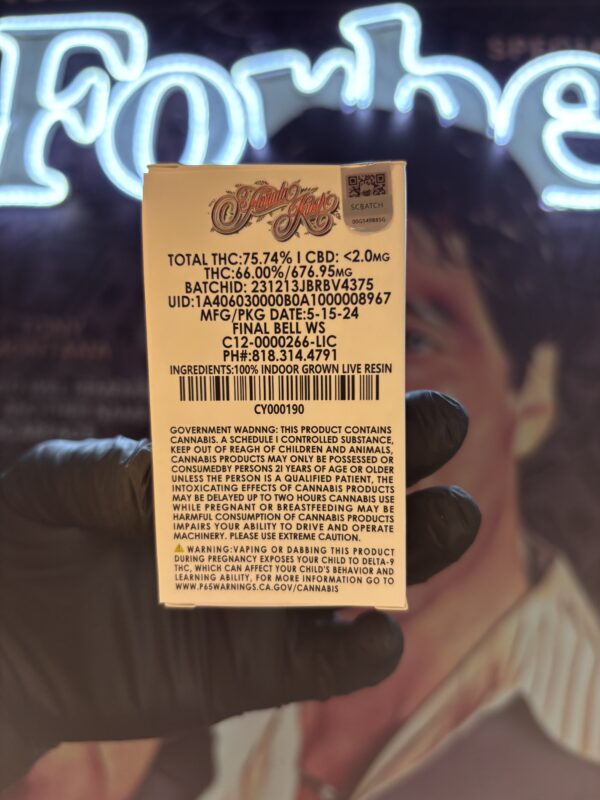 Forbe
SPECIAL
SCBATCH
TOTAL THC:75.74% I CBD: <2.0MG
THC:66.00%/676.95MG
BATCHID: 231213JBRBV4375
UID:1A406030000B0A1000008967
MFG/PKG DATE:5-15-24
FINAL BELL WS
C12-0000266-LIC
PH#:818.314.4791
INGREDIENTS:100% INDOOR GROWN LIVE RESIN
CY000190
GOVERNMENT WADNNG: THIS PRODUCT CONTAINS
CANNABIS. A SCHEDULE I CONTROLLED SUBSTANCE,
KEEP OUT OF REAGH OF CHILDREN AND ANIMALS,
CANNABIS PRODUCTS MAY ONLY BE POSSESSED OR
CONSUMEDBY PERSONS 2I YEARS OF AGE OR OLDER
UNLESS THE PERSON IS A QUALIFIED PATIENT, THE
INTOXICATING EFFECTS OF CANNABIS PRODUCTS
MAY BE DELAYED UP TO TWO HOURS CANNABIS USE
WHILE PREGNANT OR BREASTFEEDING MAY BE
HARMFUL CONSUMPTION OF CANNABIS PRODUCTS
IMPAIRS YOUR ABILITY TO DRIVE AND OPERATE
MACHINERY. PLEASE USE EXTREME CAUTION.
WARNING:VAPING OR DABBING THIS PRODUCT
DURING PREGNANCY EXPOSES YOUR CHILD TO DELTA-9
THC, WHICH CAN AFFECT YOUR CHILD'S BEHAVIOR AND
LEARNING ABILITY, FOR MORE INFORMATION GO TO
WWW.P65WARNINGS.CA.GOV/CANNABIS